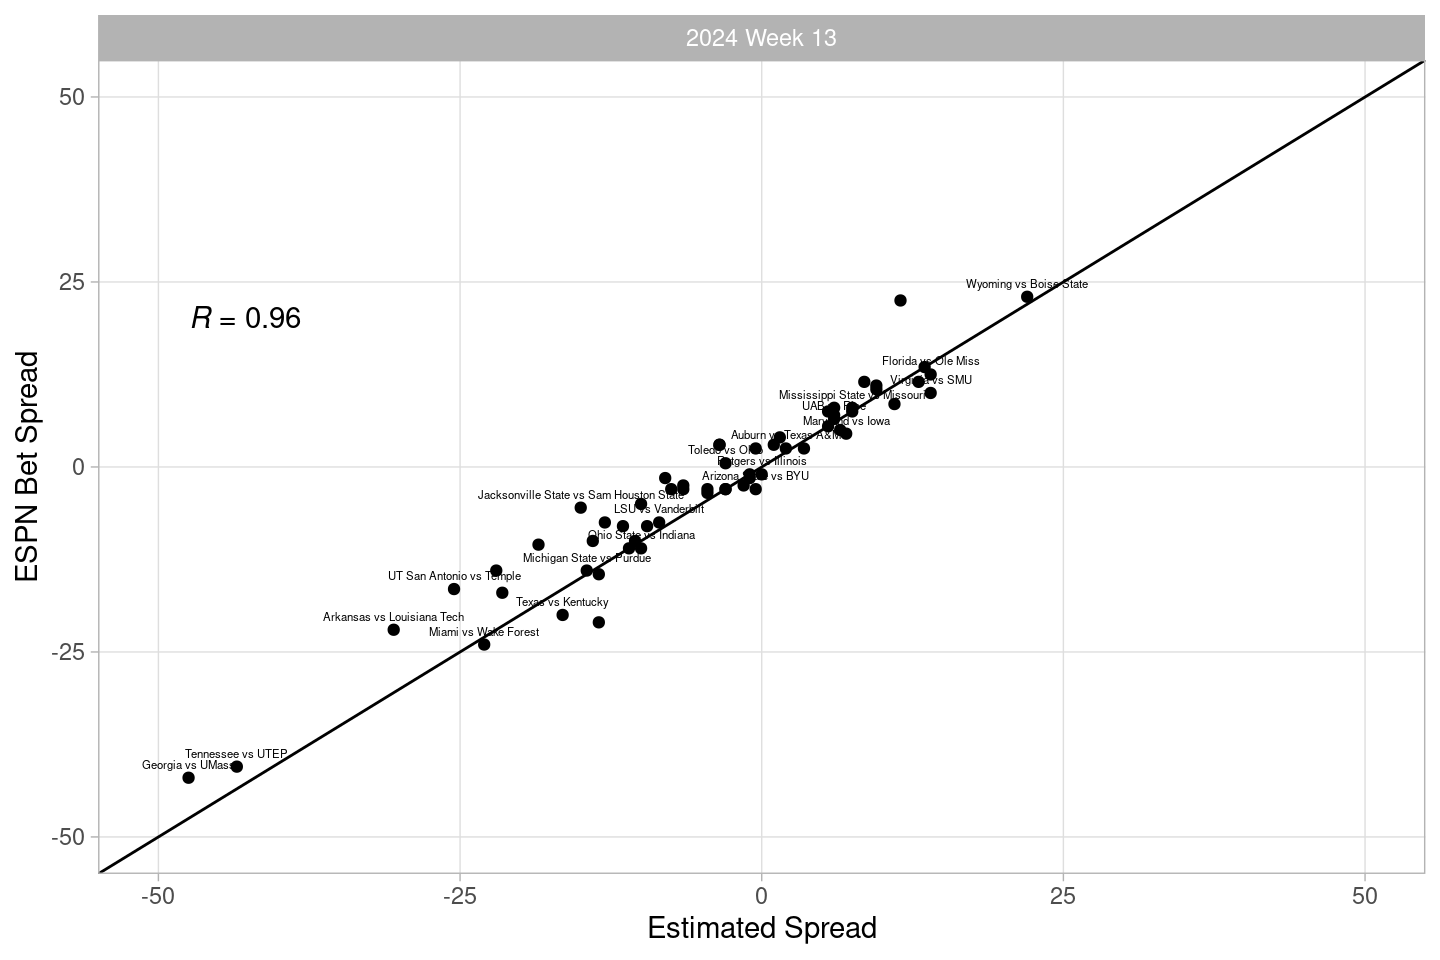 2024 Week 13
50
25
0
-25
-50
ESPN Bet Spread
R = 0.96
Wyoming vs Boise State
Florida vs Ole Miss
Virginia vs SMU
Mississippi State vs Missouri
UAB vs
Maryland vs Iowa
Auburn vs Texas A&M
Toledo vs Ohio
Rutgers vs Illinois
Arizona State vs BYU
Jacksonville State vs Sam Houston State
LSU vs Vanderbilt
Ohio State vs Indiana
Michigan State vs Purdue
UT San Antonio vs Temple
Texas vs Kentucky
Arkansas vs Louisiana Tech
Miami vs Wake Forest
Tennessee vs UTEP
Georgia vs UMass
-50
-25
0
25
50
Estimated Spread